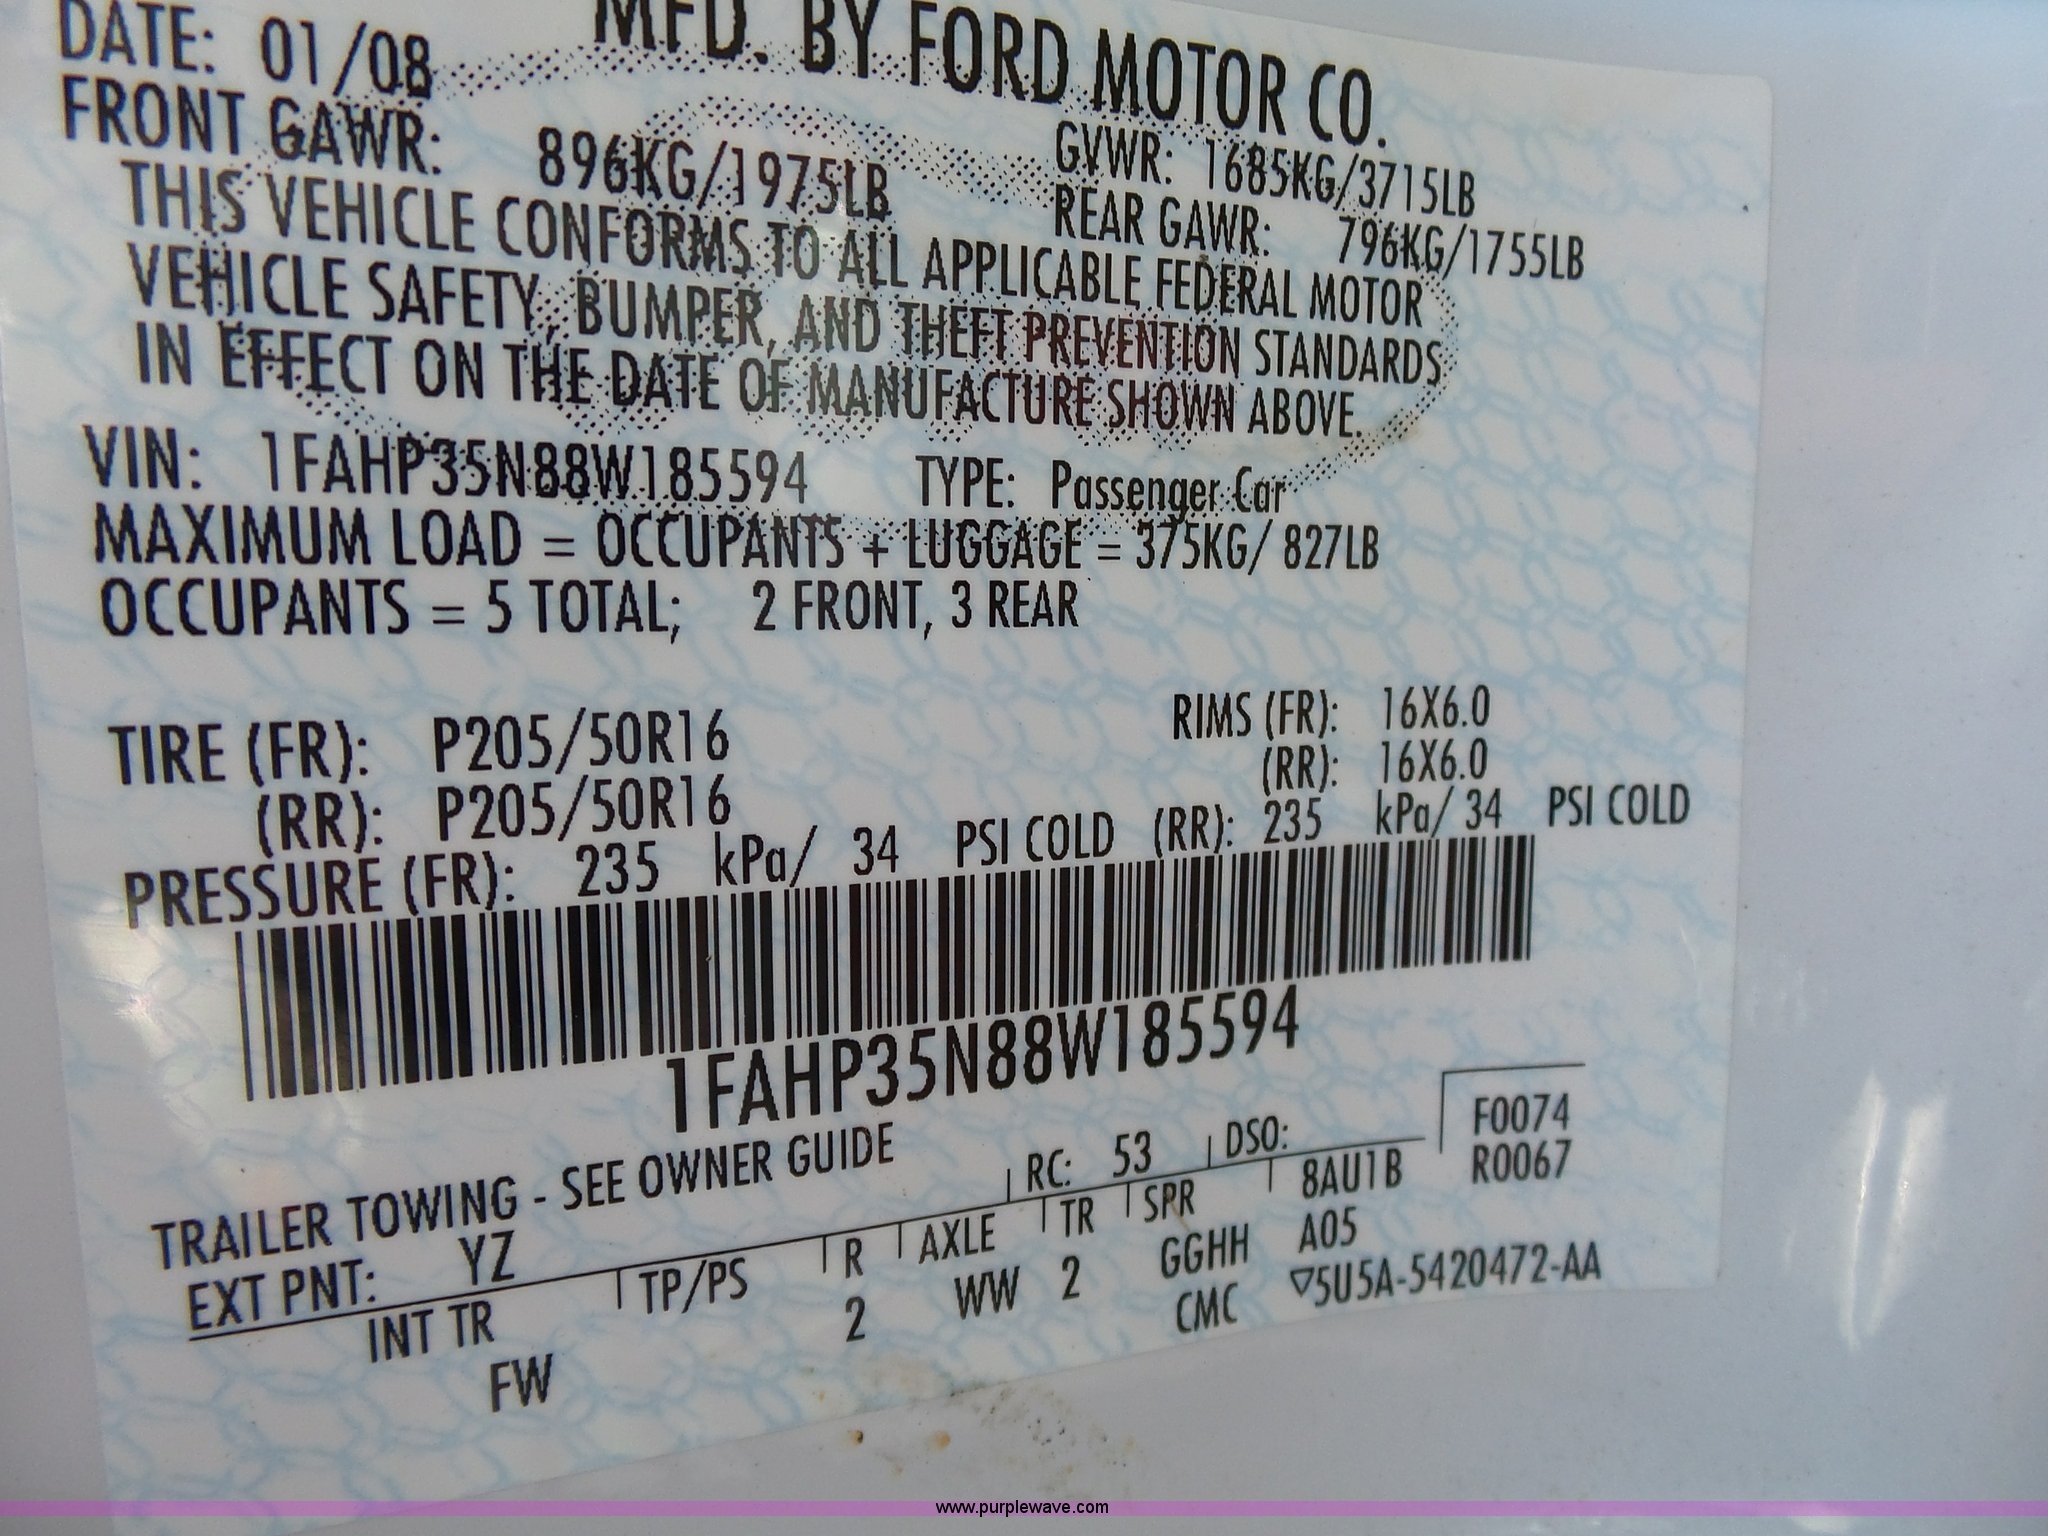 MFD. BY FORD MOTOR CO.
DATE: 01/08
GVWR: 1685KG/3715LB
FRONT GAWR: 896KG/1975LB
REAR GAWR: 796KG/1755LB
THIS VEHICLE CONFORMS TO ALL APPLICABLE FEDERAL MOTOR
VEHICLE SAFETY, BUMPER, AND THEFT PREVENTION STANDARDS
IN EFFECT ON THE DATE OF MANUFACTURE SHOWN ABOVE.
VIN: 1FAHP35N88W185594 TYPE: Passenger Car
MAXIMUM LOAD = OCCUPANTS + LUGGAGE = 375KG/ 827LB
OCCUPANTS = 5 TOTAL; 2 FRONT, 3 REAR
TIRE (FR): P205/50R16 RIMS (FR): 16X6.0
(RR): P205/50R16 (RR): 16X6.0
PRESSURE (FR): 235 kPa/ 34 PSI COLD (RR): 235 kPa/ 34 PSI COLD
1FAHP35N88W185594
F0074
R0067
TRAILER TOWING - SEE OWNER GUIDE
EXT PNT: YZ RC: 53 DSO:
INT TR TP/PS R AXLE TR SPR 8AU1B
FW 2 WW 2 GGHH A05
CMC ▽5U5A-5420472-AA
www.purplewave.com